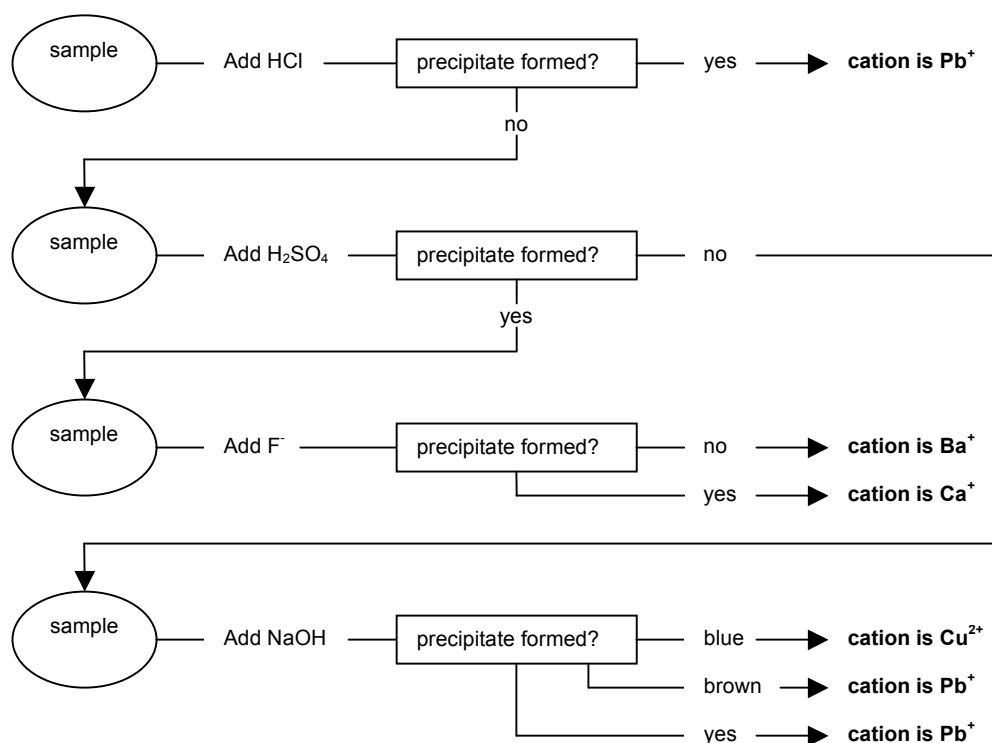 sample Add HCl precipitate formed? yes cation is Pb⁺
no
sample Add H₂SO₄ precipitate formed? no
yes
sample Add F⁻ precipitate formed? no cation is Ba⁺
yes cation is Ca⁺
sample Add NaOH precipitate formed? blue cation is Cu²⁺
brown cation is Pb⁺
yes cation is Pb⁺